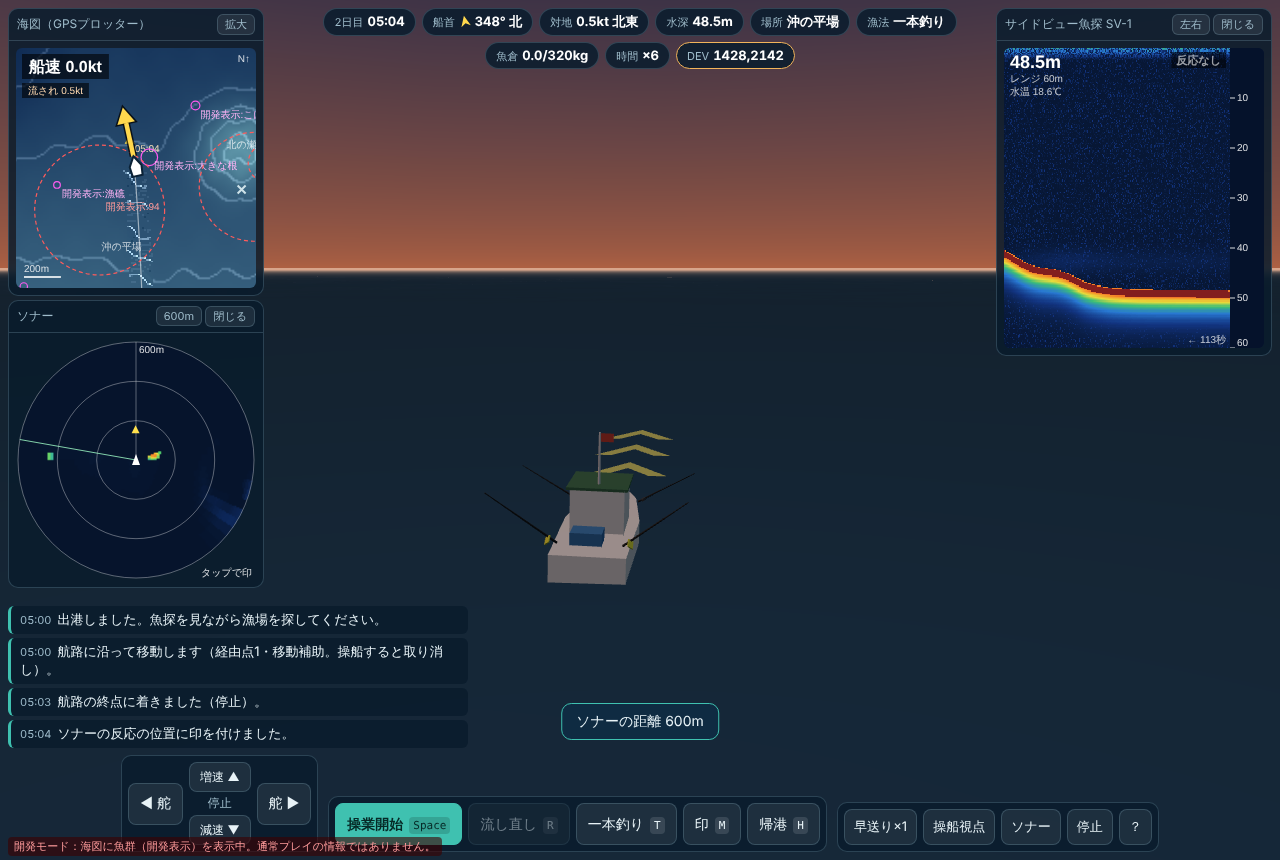 海図（GPSプロッター）
拡大
船速 0.0kt
流され 0.5kt
N↑
開発表示:こ
北の瀬
05:04
開発表示:大きな根
開発表示:漁礁
開発表示:94
沖の平場
200m
2日目 05:04
船首 348° 北
対地 0.5kt 北東
水深 48.5m
場所 沖の平場
漁法 一本釣り
魚倉 0.0/320kg
時間 ×6
DEV 1428,2142
サイドビュー魚探 SV-1
左右
閉じる
48.5m
反応なし
レンジ 60m
水温 18.6℃
10
20
30
40
50
60
← 113秒
ソナー
600m
閉じる
600m
タップで印
05:00 出港しました。魚探を見ながら漁場を探してください。
05:00 航路に沿って移動します（経由点1・移動補助。操船すると取り消
し）。
05:03 航路の終点に着きました（停止）。
05:04 ソナーの反応の位置に印を付けました。
ソナーの距離 600m
◀ 舵
増速 ▲
停止
減速 ▼
舵 ▶
操業開始 Space
流し直し R
一本釣り T
印 M
帰港 H
早送り×1
操船視点
ソナー
停止
?
開発モード：海図に魚群（開発表示）を表示中。通常プレイの情報ではありません。